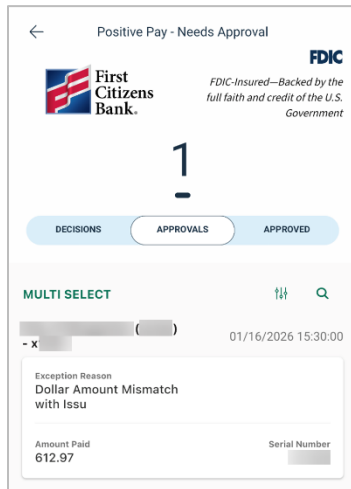 Positive Pay - Needs Approval
FDIC
First
Citizens
Bank.
FDIC-Insured—Backed by the
full faith and credit of the U.S.
Government
1
DECISIONS
APPROVALS
APPROVED
MULTI SELECT
( )
- x
01/16/2026 15:30:00
Exception Reason
Dollar Amount Mismatch
with Issu
Amount Paid
Serial Number
612.97